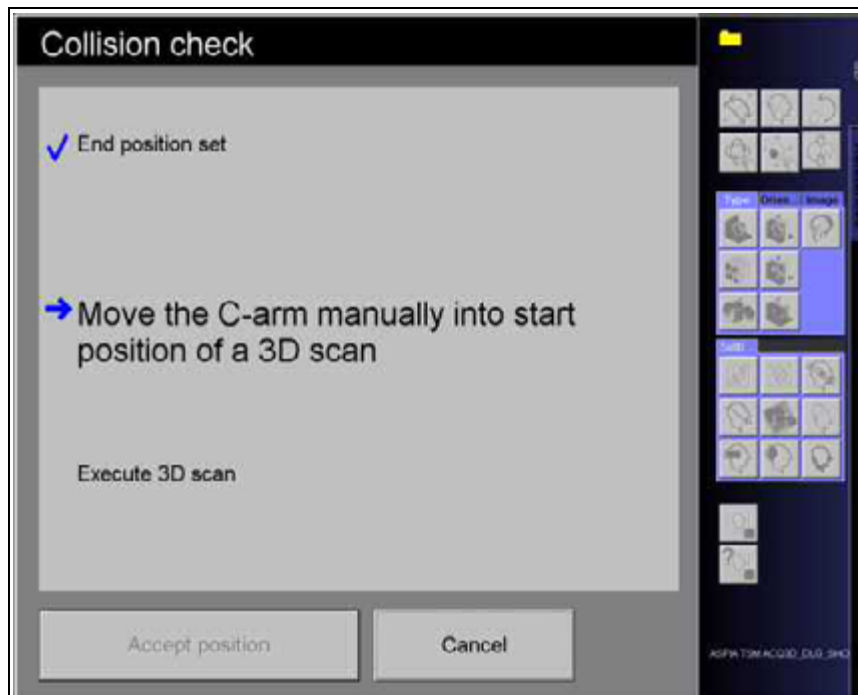 Collision check
End position set
Type Orien... Image
Move the C-arm manually into start
position of a 3D scan
Execute 3D scan
Accept position
Cancel